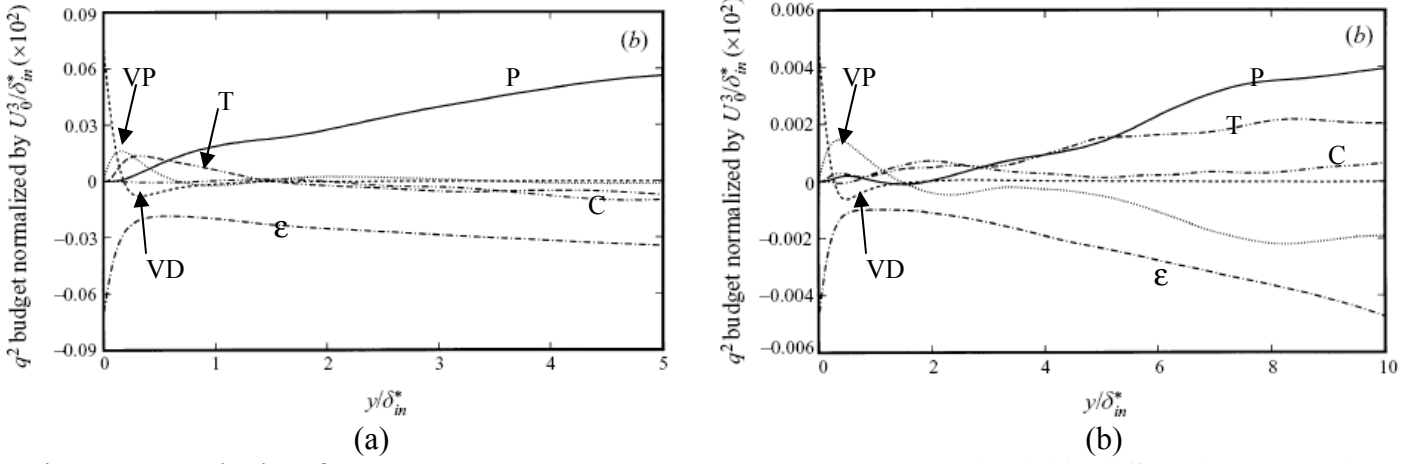 q² budget normalized by U₀³/δ*ᵢₙ (×10²)
0.09
0.06
0.03
0
–0.03
–0.06
–0.09
(b)
VP
T
P
C
ε
VD
0 1 2 3 4 5
y/δ*ᵢₙ
(a)
q² budget normalized by U₀³/δ*ᵢₙ (×10²)
0.006
0.004
0.002
0
–0.002
–0.004
–0.006
(b)
VP
P
T
C
VD
ε
0 2 4 6 8 10
y/δ*ᵢₙ
(b)